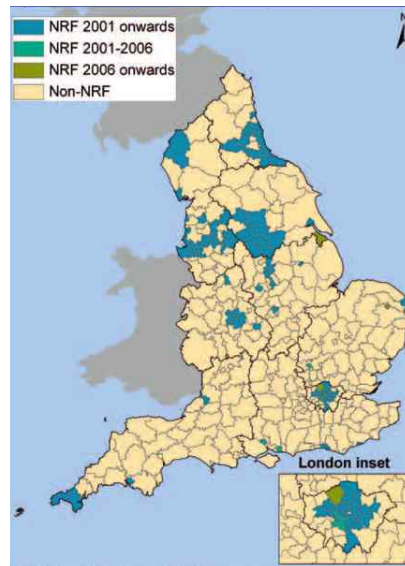 NRF 2001 onwards
NRF 2001-2006
NRF 2006 onwards
Non-NRF
N
London inset